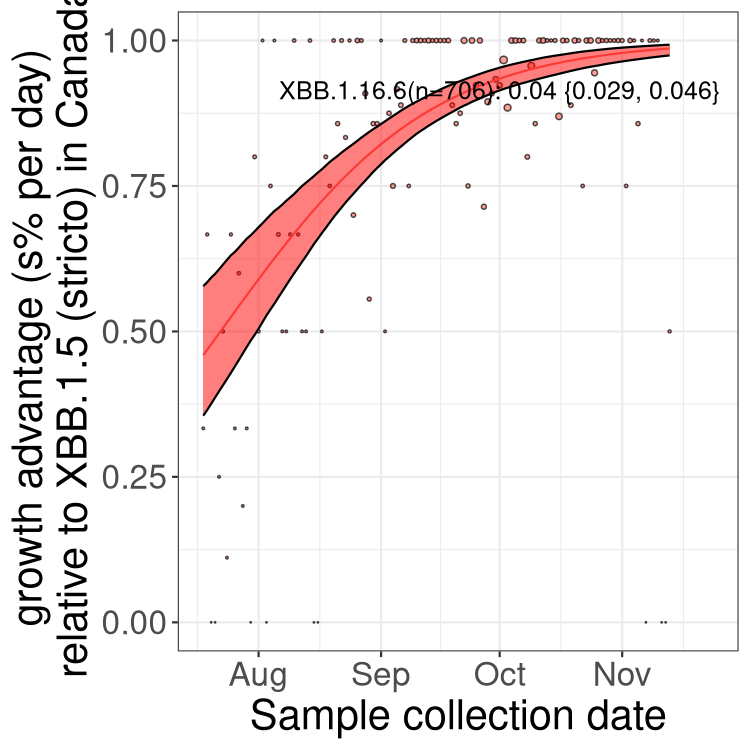 growth advantage (s% per day)
relative to XBB.1.5 (stricto) in Canada
1.00
0.75
0.50
0.25
0.00
XBB.1.16.6(n=706): 0.04 {0.029, 0.046}
Aug Sep Oct Nov
Sample collection date